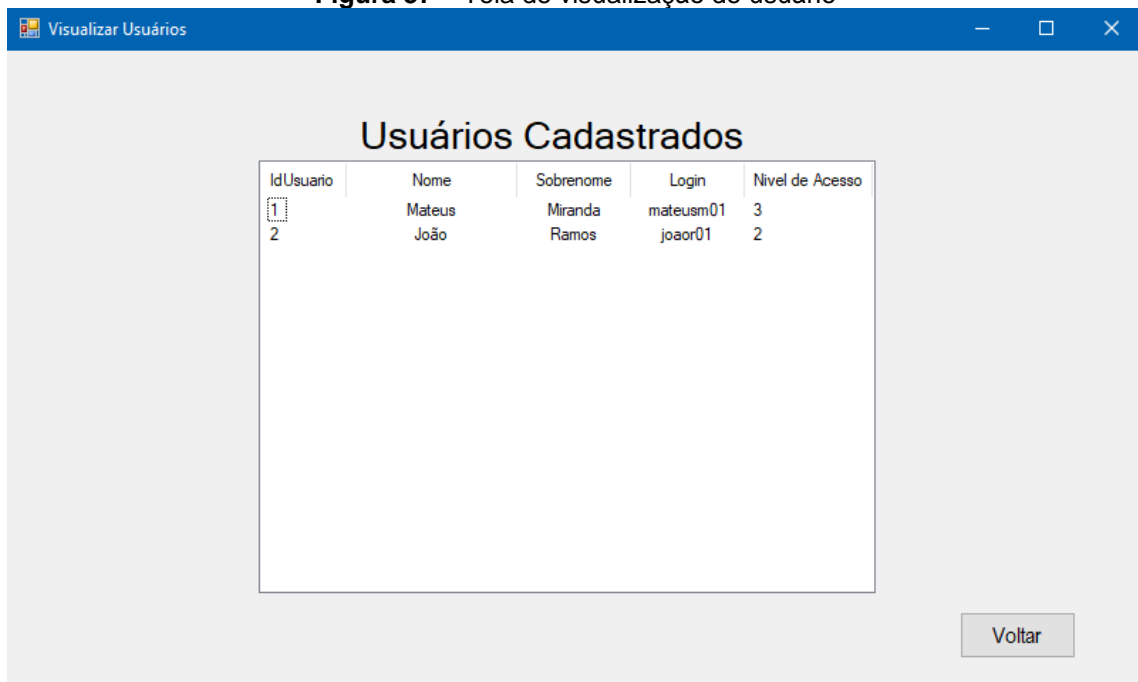 Visualizar Usuários
Usuários Cadastrados
IdUsuario Nome Sobrenome Login Nivel de Acesso
1 Mateus Miranda mateusm01 3
2 João Ramos joaor01 2
Voltar